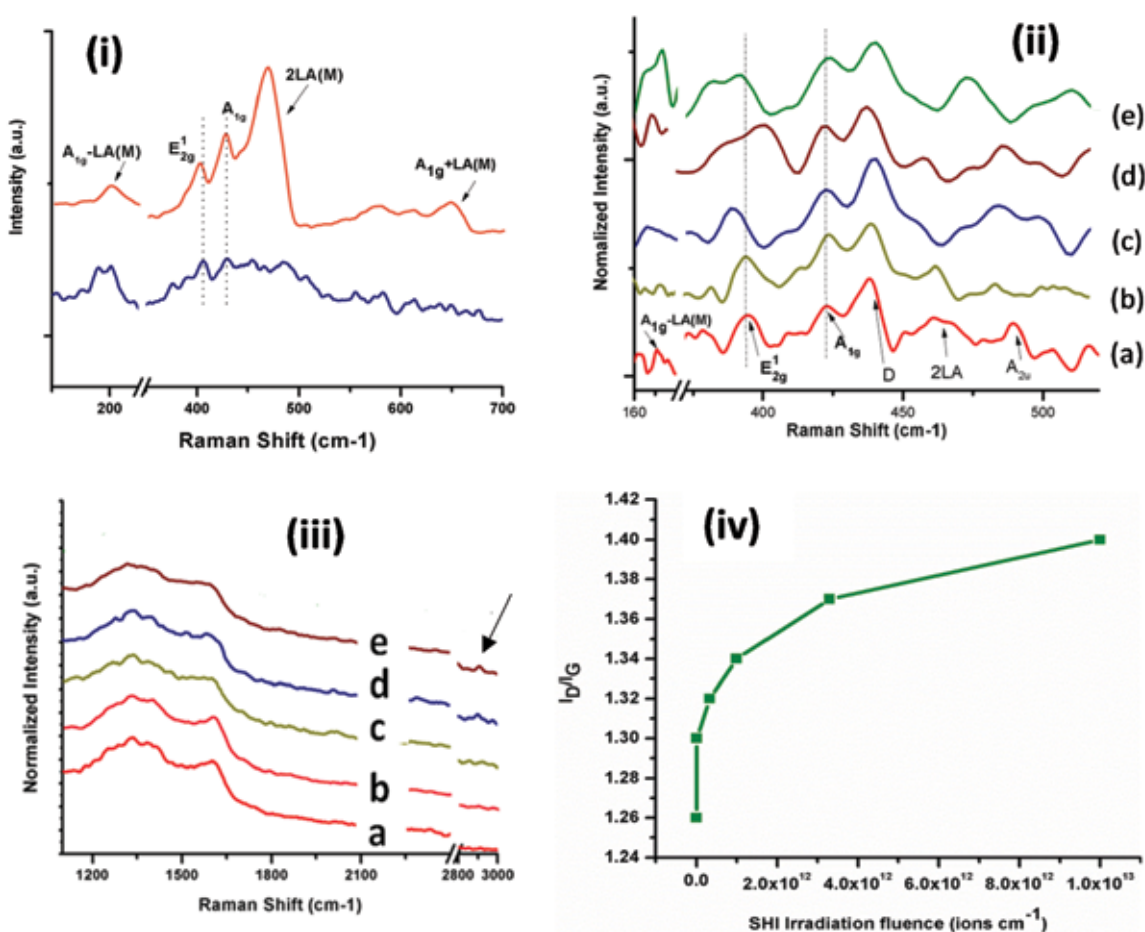 (i)
Intensity (a.u.)
A1g-LA(M)
E12g
A1g
2LA(M)
A1g+LA(M)
200 400 500 600 700
Raman Shift (cm-1)
(ii)
Nomalized Intensity (a.u.)
(e)
(d)
(c)
(b)
(a)
A1g-LA(M)
E12g
A1g
D
2LA
A2u
160 400 450 500
Raman Shift (cm-1)
(iii)
Normalized Intensity (a.u.)
e
d
c
b
a
1200 1500 1800 2100 2800 3000
Raman Shift (cm-1)
(iv)
ID/IG
1.42
1.40
1.38
1.36
1.34
1.32
1.30
1.28
1.26
1.24
0.0 2.0x10^12 4.0x10^12 6.0x10^12 8.0x10^12 1.0x10^13
SHI Irradiation fluence (ions cm^-1)